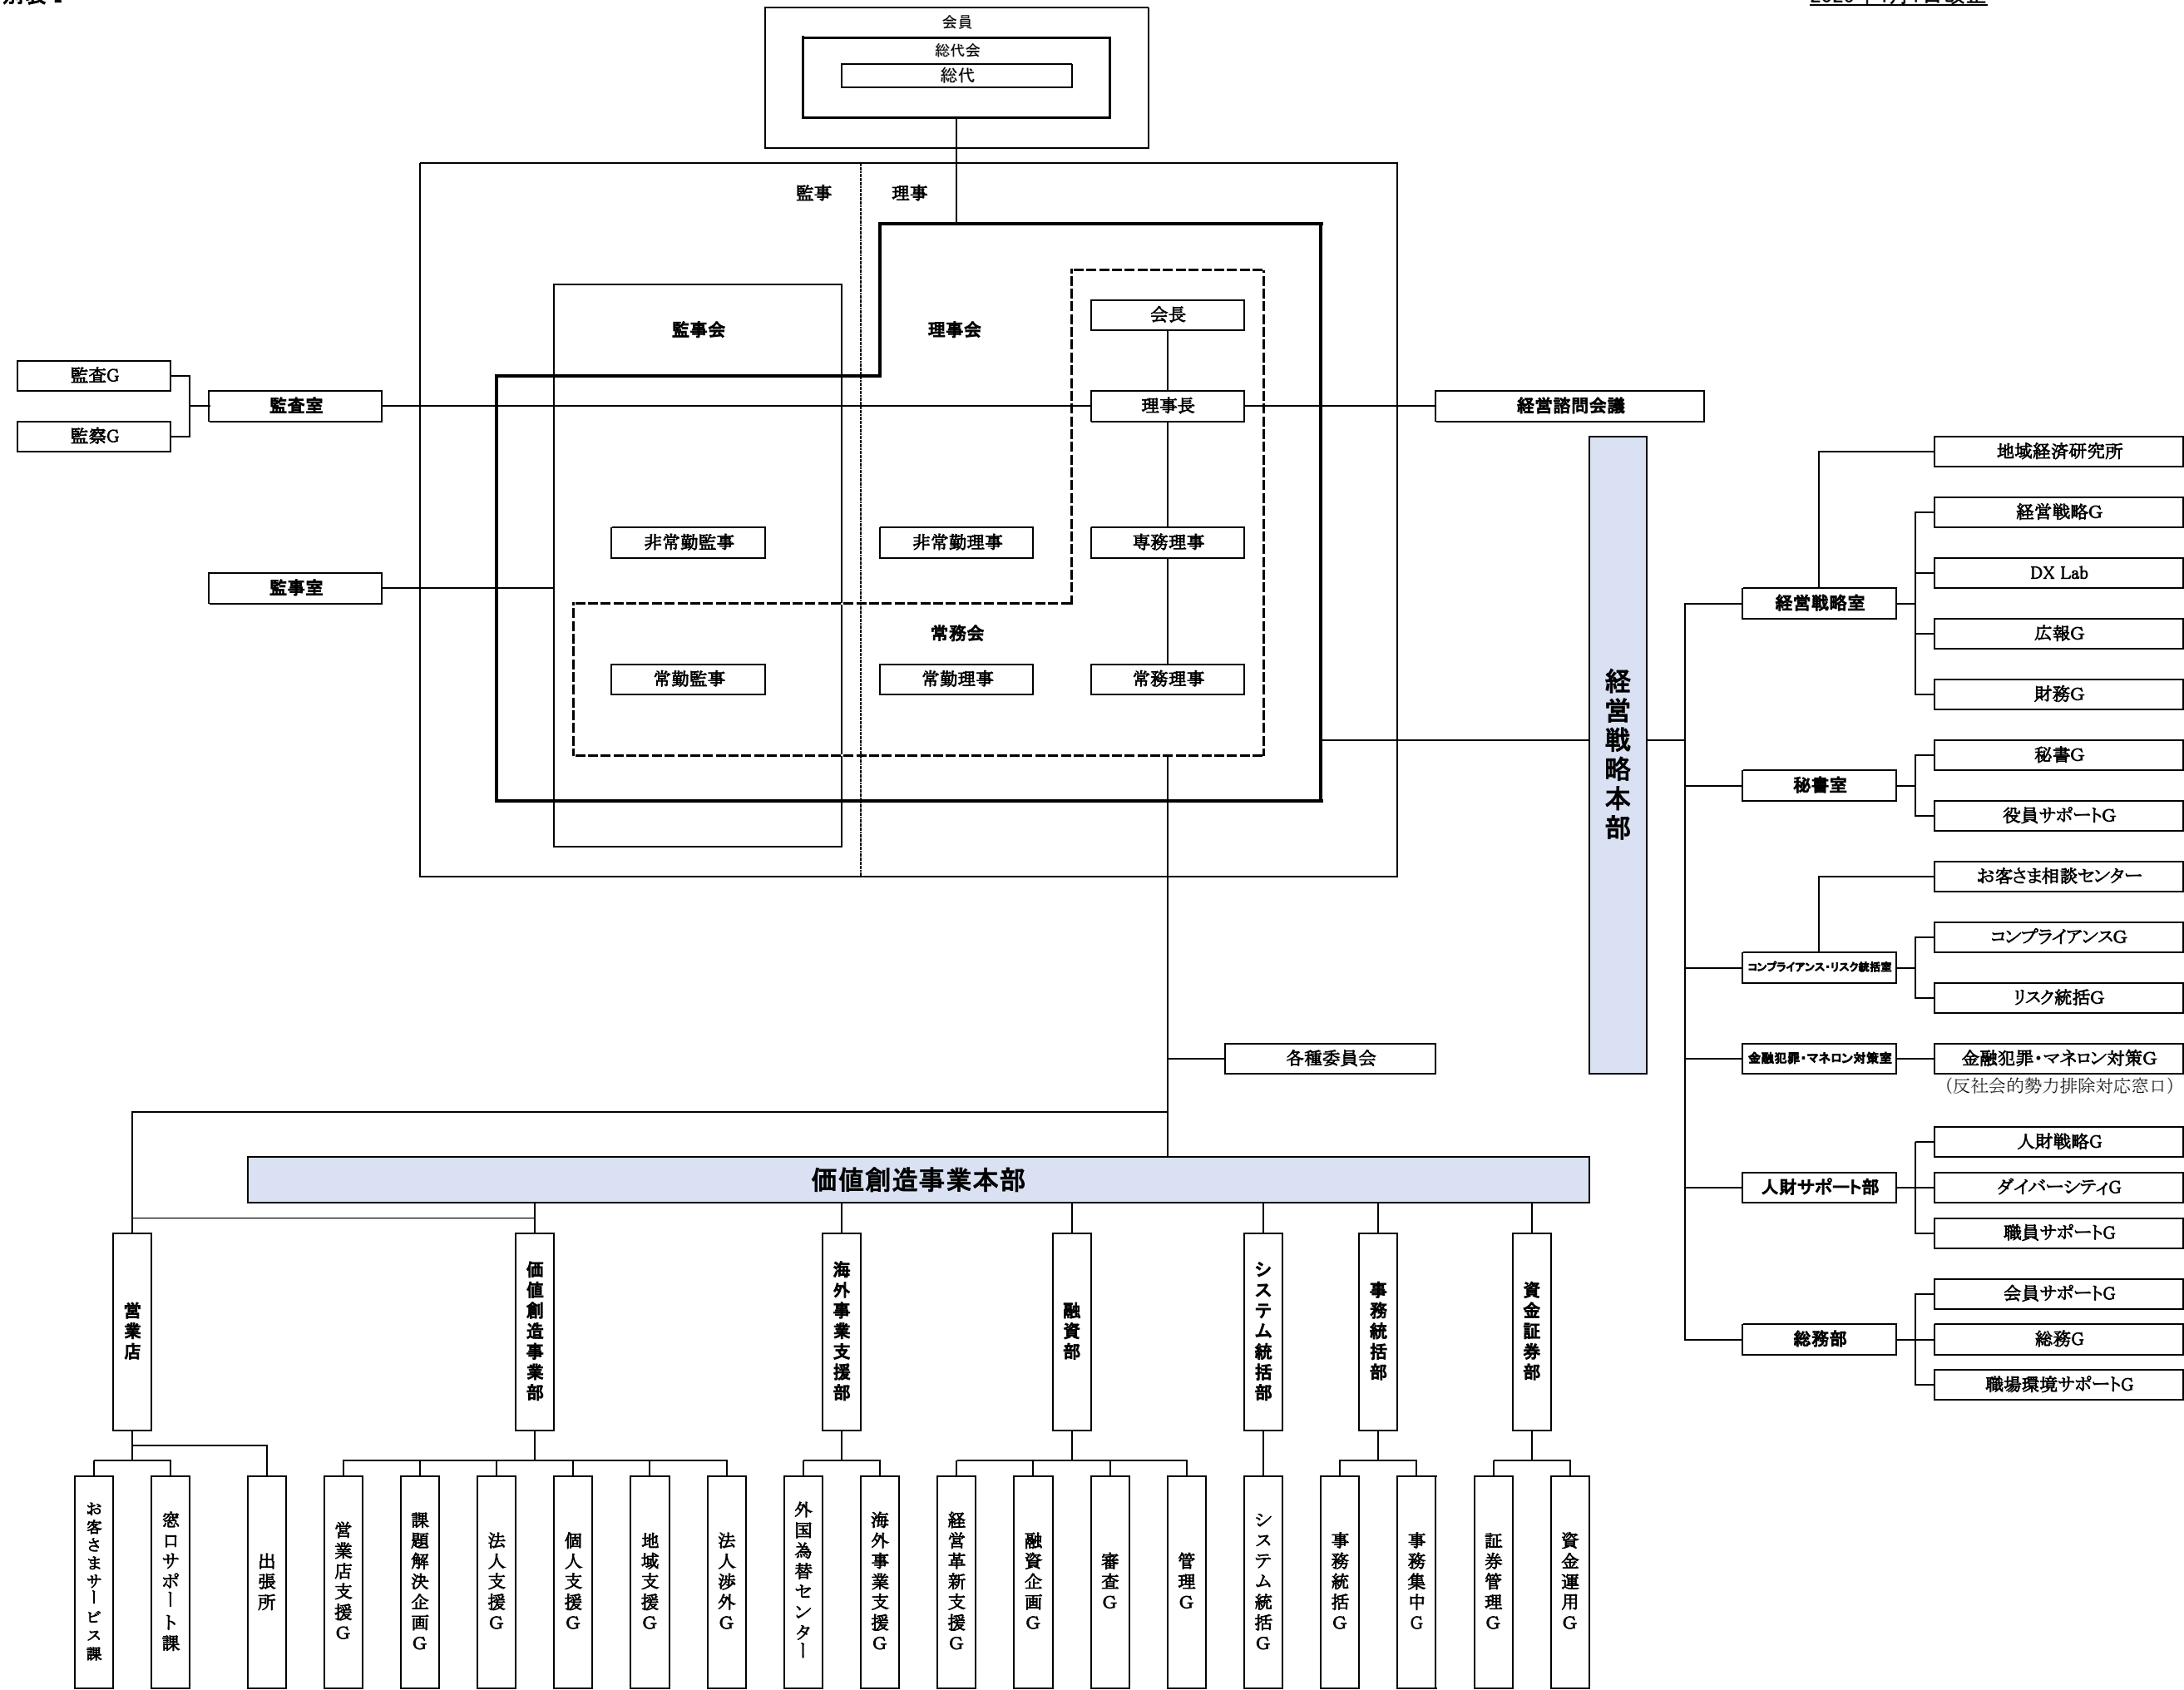 会員
総代会
総代
監事
理事
会長
監事会
理事会
監査G
監査室
理事長
経営諮問会議
監察G
地域経済研究所
経営戦略G
非常勤監事
非常勤理事
専務理事
DX Lab
監事室
経営戦略室
常務会
広報G
常勤監事
常勤理事
常務理事
財務G
経営戦略本部
秘書G
秘書室
役員サポートG
お客さま相談センター
コンプライアンスG
コンプライアンス・リスク統括室
リスク統括G
各種委員会
金融犯罪・マネロン対策室
金融犯罪・マネロン対策G
（反社会的勢力排除対応窓口）
人財戦略G
価値創造事業本部
人財サポート部
ダイバーシティG
職員サポートG
会員サポートG
総務部
総務G
職場環境サポートG
営業店
価値創造事業部
海外事業支援部
融資部
システム統括部
事務統括部
資金証券部
お客さまサービス課
窓口サポート課
出張所
営業店支援G
課題解決企画G
法人支援G
個人支援G
地域支援G
法人渉外G
外国為替センター
海外事業支援G
経営革新支援G
融資企画G
審査G
管理G
システム統括G
事務統括G
事務集中G
証券管理G
資金運用G